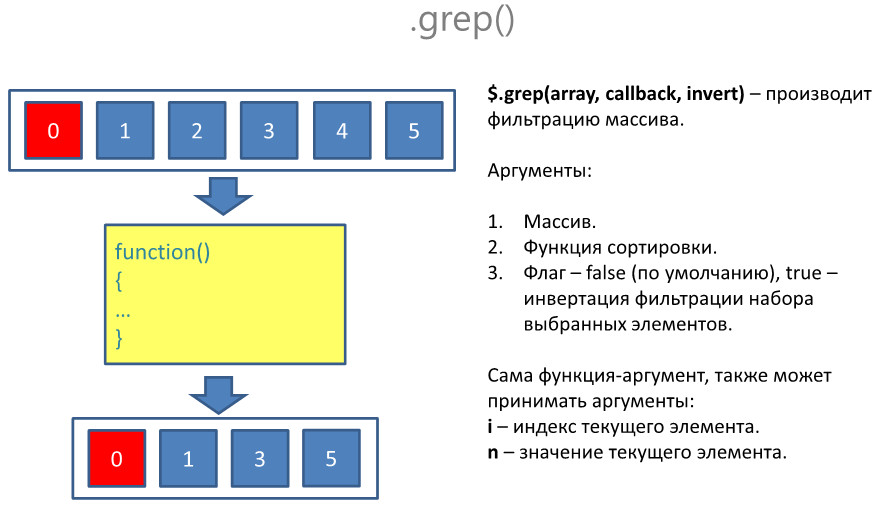 .grep()
0 1 2 3 4 5
function()
{
...
}
0 1 3 5
$.grep(array, callback, invert) – производит
фильтрацию массива.
Аргументы:
1. Массив.
2. Функция сортировки.
3. Флаг – false (по умолчанию), true –
инвертация фильтрации набора
выбранных элементов.
Сама функция-аргумент, также может
принимать аргументы:
i – индекс текущего элемента.
n – значение текущего элемента.